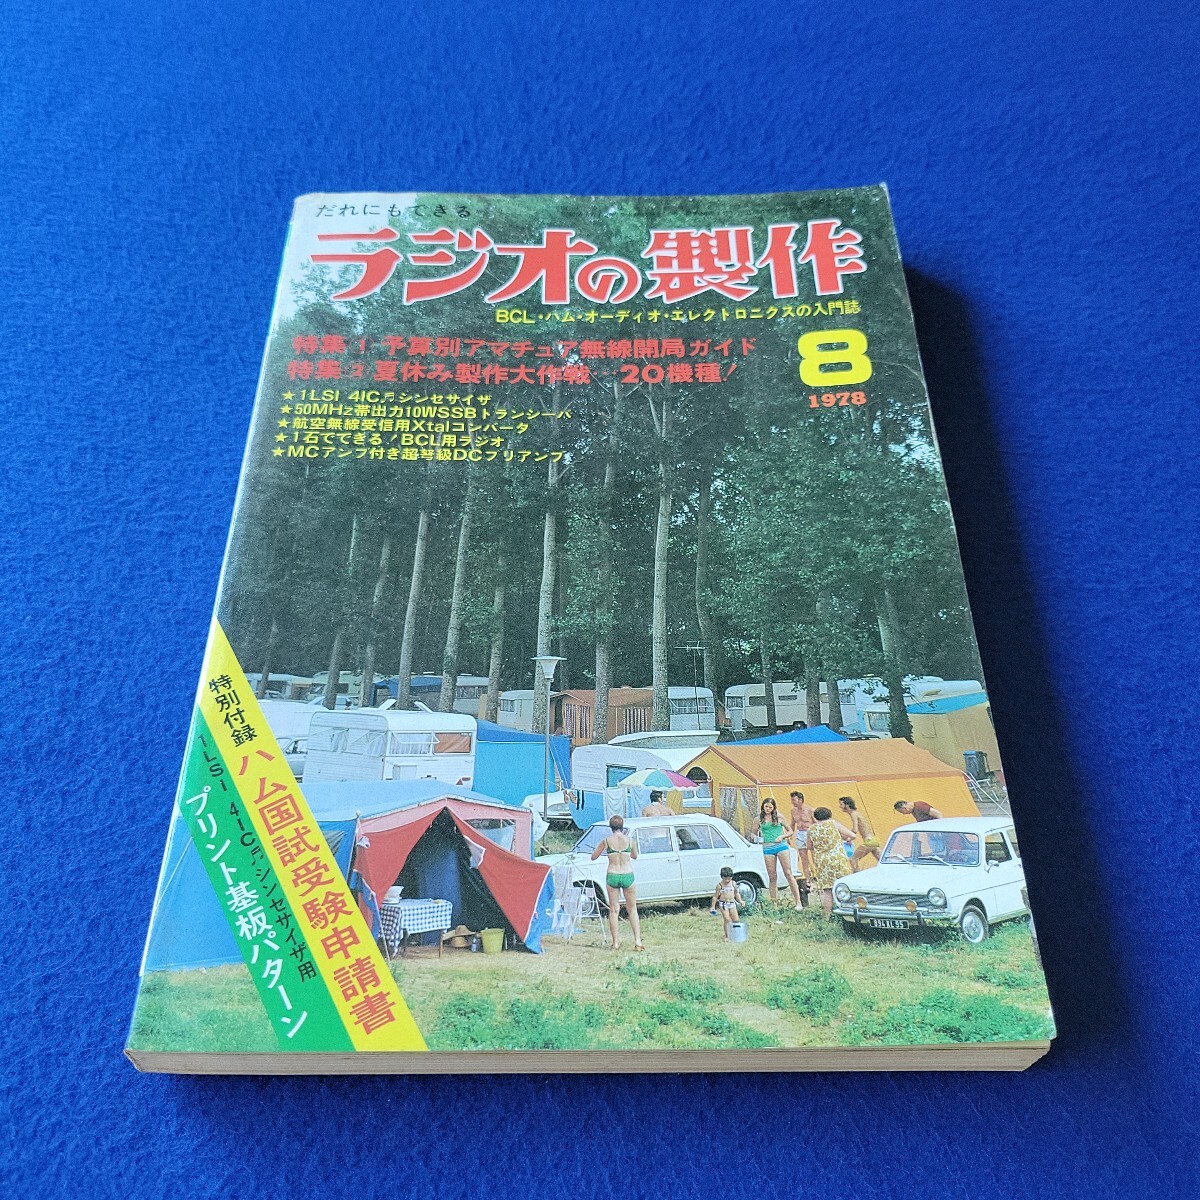 だれにもできる
ラジオの製作
BCL・ハム・オーディオ・エレクトロニクスの入門誌
特集1 予算別アマチュア無線開局ガイド
特集2 夏休み製作大作戦…20機種!
8
1978
★1LSI 4IC♬シンセサイザ
★50MHz帯出力10WSSBトランシーバ
★航空無線受信用Xtalコンバータ
★1石でできる!BCL用ラジオ
★MCアンプ付き超弩級DCプリアンプ
特別付録
ハム国試受験申請書
1LSI 4IC♬シンセサイザ用
プリント基板パターン